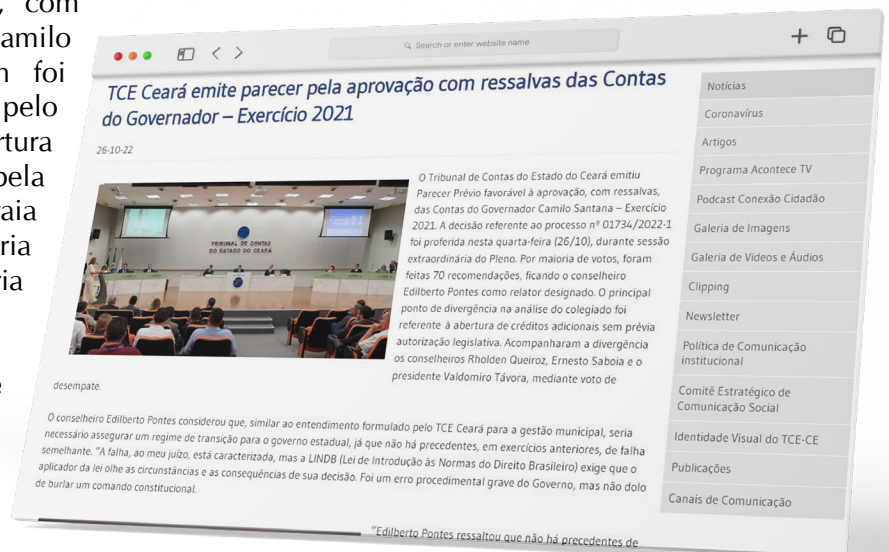 com
amilo
foi
pelo
rtura
pela
raia
ria
ria
Search or enter website name
TCE Ceará emite parecer pela aprovação com ressalvas das Contas
do Governador – Exercício 2021
26-10-22
TRIBUNAL DE CONTAS
DO ESTADO DO CEARÁ
O Tribunal de Contas do Estado do Ceará emitiu
Parecer Prévio favorável à aprovação, com ressalvas,
das Contas do Governador Camilo Santana – Exercício
2021. A decisão referente ao processo nº 01734/2022-1
foi proferida nesta quarta-feira (26/10), durante sessão
extraordinária do Pleno. Por maioria de votos, foram
feitas 70 recomendações, ficando o conselheiro
Edilberto Pontes como relator designado. O principal
ponto de divergência na análise do colegiado foi
referente à abertura de créditos adicionais sem prévia
autorização legislativa. Acompanharam a divergência
os conselheiros Rholden Queiroz, Ernesto Saboia e o
presidente Valdomiro Távora, mediante voto de
desempate.
O conselheiro Edilberto Pontes considerou que, similar ao entendimento formulado pelo TCE Ceará para a gestão municipal, seria
necessário assegurar um regime de transição para o governo estadual, já que não há precedentes, em exercícios anteriores, de falha
semelhante. "A falha, ao meu juízo, está caracterizada, mas a LINDB (Lei de Introdução às Normas do Direito Brasileiro) exige que o
aplicador da lei olhe as circunstâncias e as consequências de sua decisão. Foi um erro procedimental grave do Governo, mas não dolo
de burlar um comando constitucional.
"Edilberto Pontes ressaltou que não há precedentes de
Notícias
Coronavírus
Artigos
Programa Acontece TV
Podcast Conexão Cidadão
Galeria de Imagens
Galeria de Vídeos e Áudios
Clipping
Newsletter
Política de Comunicação
institucional
Comitê Estratégico de
Comunicação Social
Identidade Visual do TCE-CE
Publicações
Canais de Comunicação